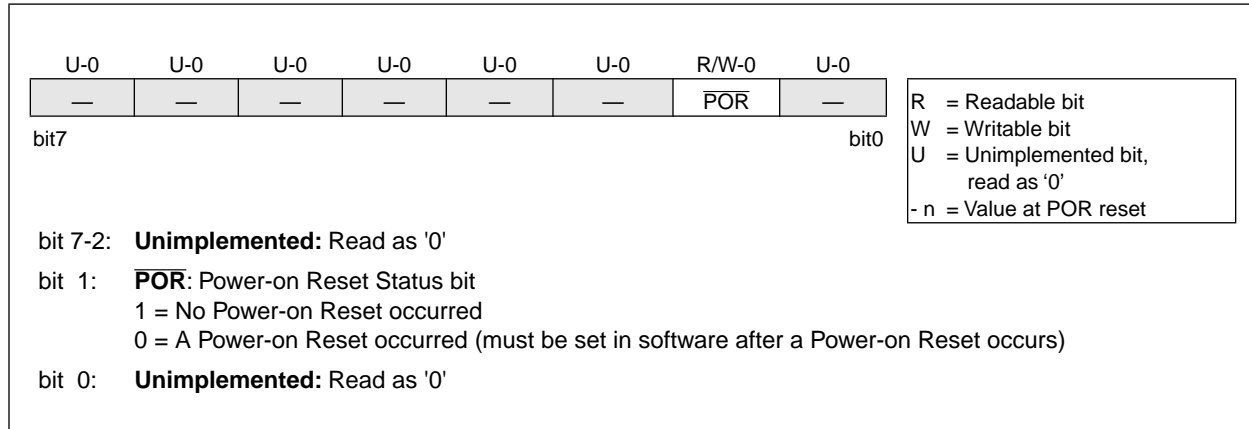 U-0 U-0 U-0 U-0 U-0 U-0 R/W-0 U-0
— — — — — — P̅O̅R̅ —
bit7 bit0
R = Readable bit
W = Writable bit
U = Unimplemented bit,
read as ‘0’
- n = Value at POR reset
bit 7-2: Unimplemented: Read as '0'
bit 1: P̅O̅R̅: Power-on Reset Status bit
1 = No Power-on Reset occurred
0 = A Power-on Reset occurred (must be set in software after a Power-on Reset occurs)
bit 0: Unimplemented: Read as '0'